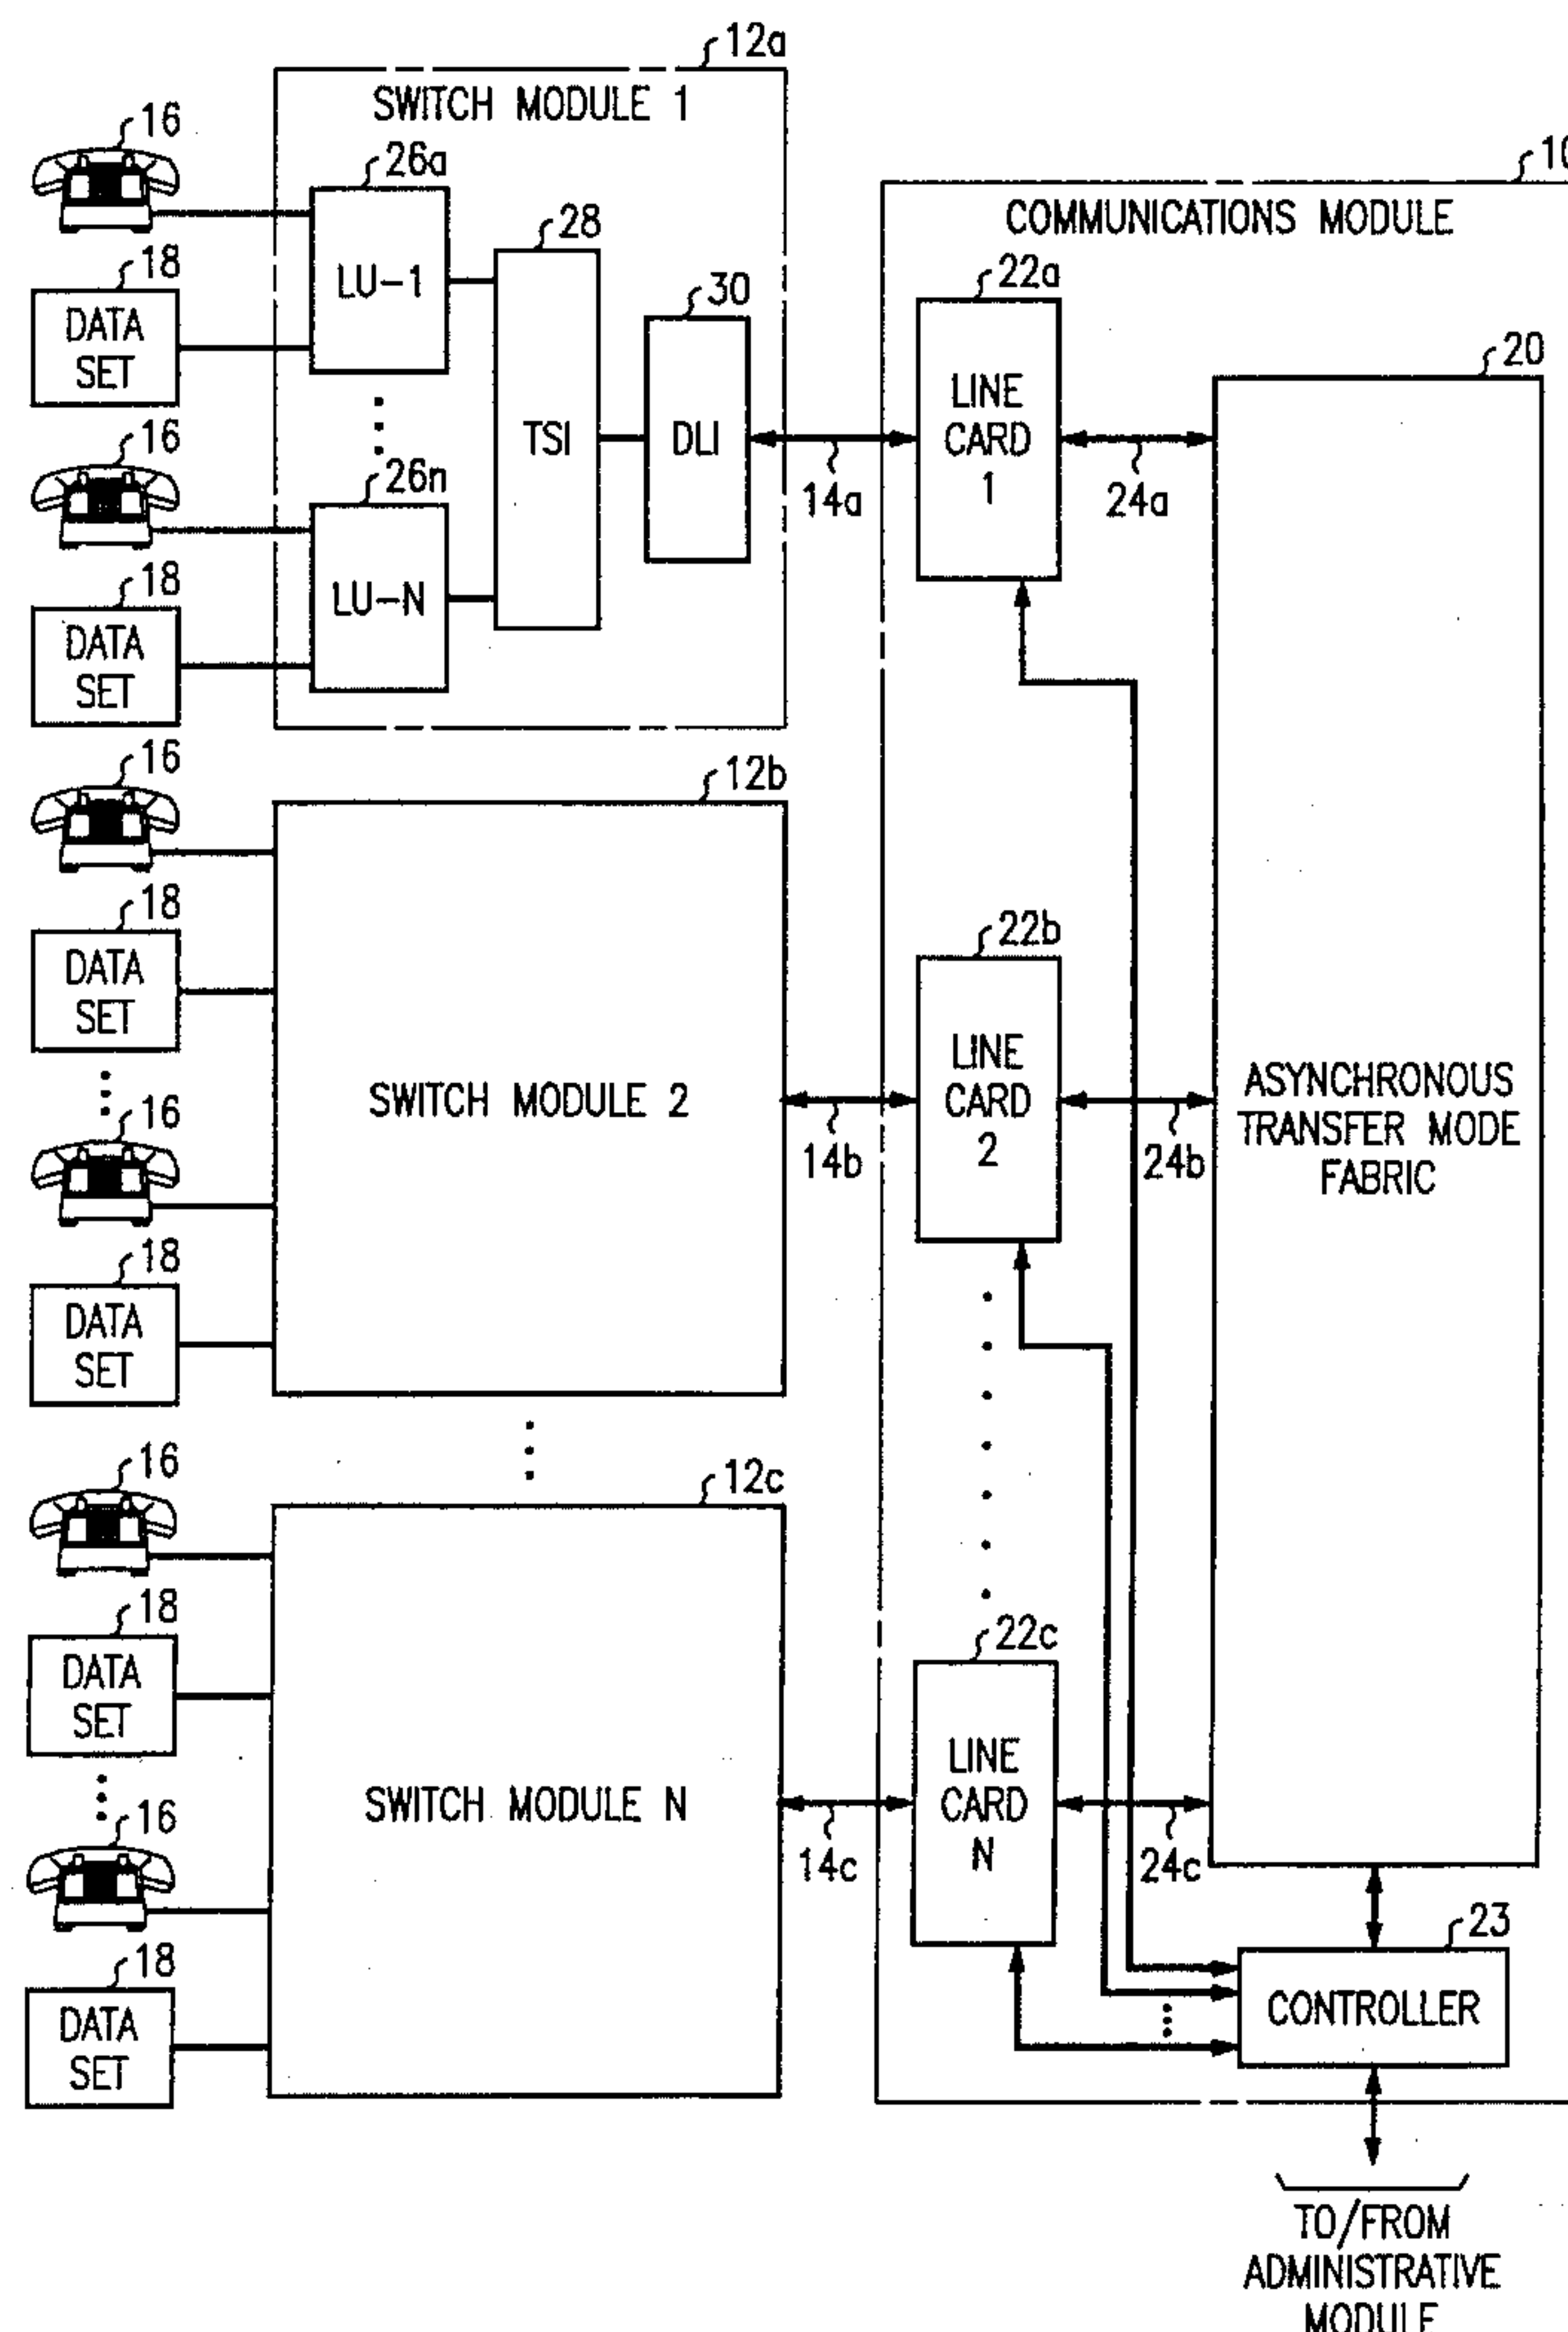 12a
SWITCH MODULE 1
16
26a
10
COMMUNICATIONS MODULE
28
18
22a
LU-1
30
DATA
SET
20
LINE
CARD
1
16
TSI
DLI
26n
14a
24a
18
LU-N
DATA
SET
16
12b
18
22b
DATA
SET
LINE
CARD
2
SWITCH MODULE 2
ASYNCHRONOUS
TRANSFER MODE
FABRIC
16
14b
24b
18
DATA
SET
16
12c
18
22c
DATA
SET
LINE
CARD
N
SWITCH MODULE N
16
14c
24c
23
18
CONTROLLER
DATA
SET
TO/FROM
ADMINISTRATIVE
MODULE